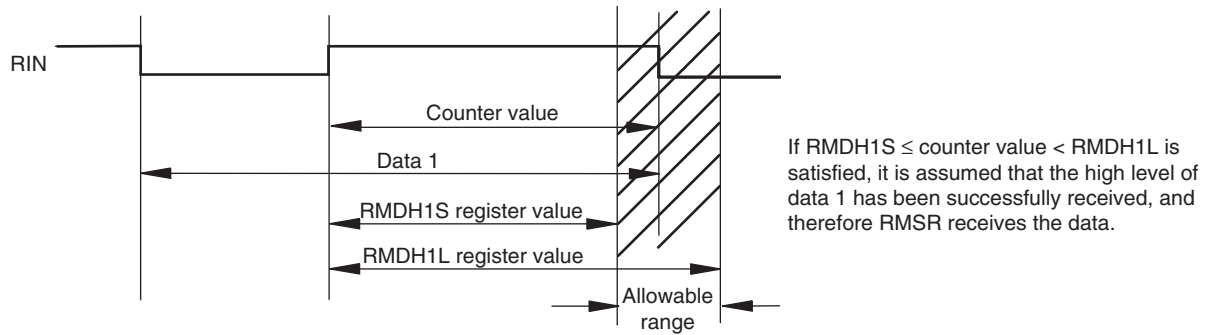 RIN
Counter value
Data 1
RMDH1S register value
RMDH1L register value
Allowable
range
If RMDH1S ≤ counter value < RMDH1L is
satisfied, it is assumed that the high level of
data 1 has been successfully received, and
therefore RMSR receives the data.